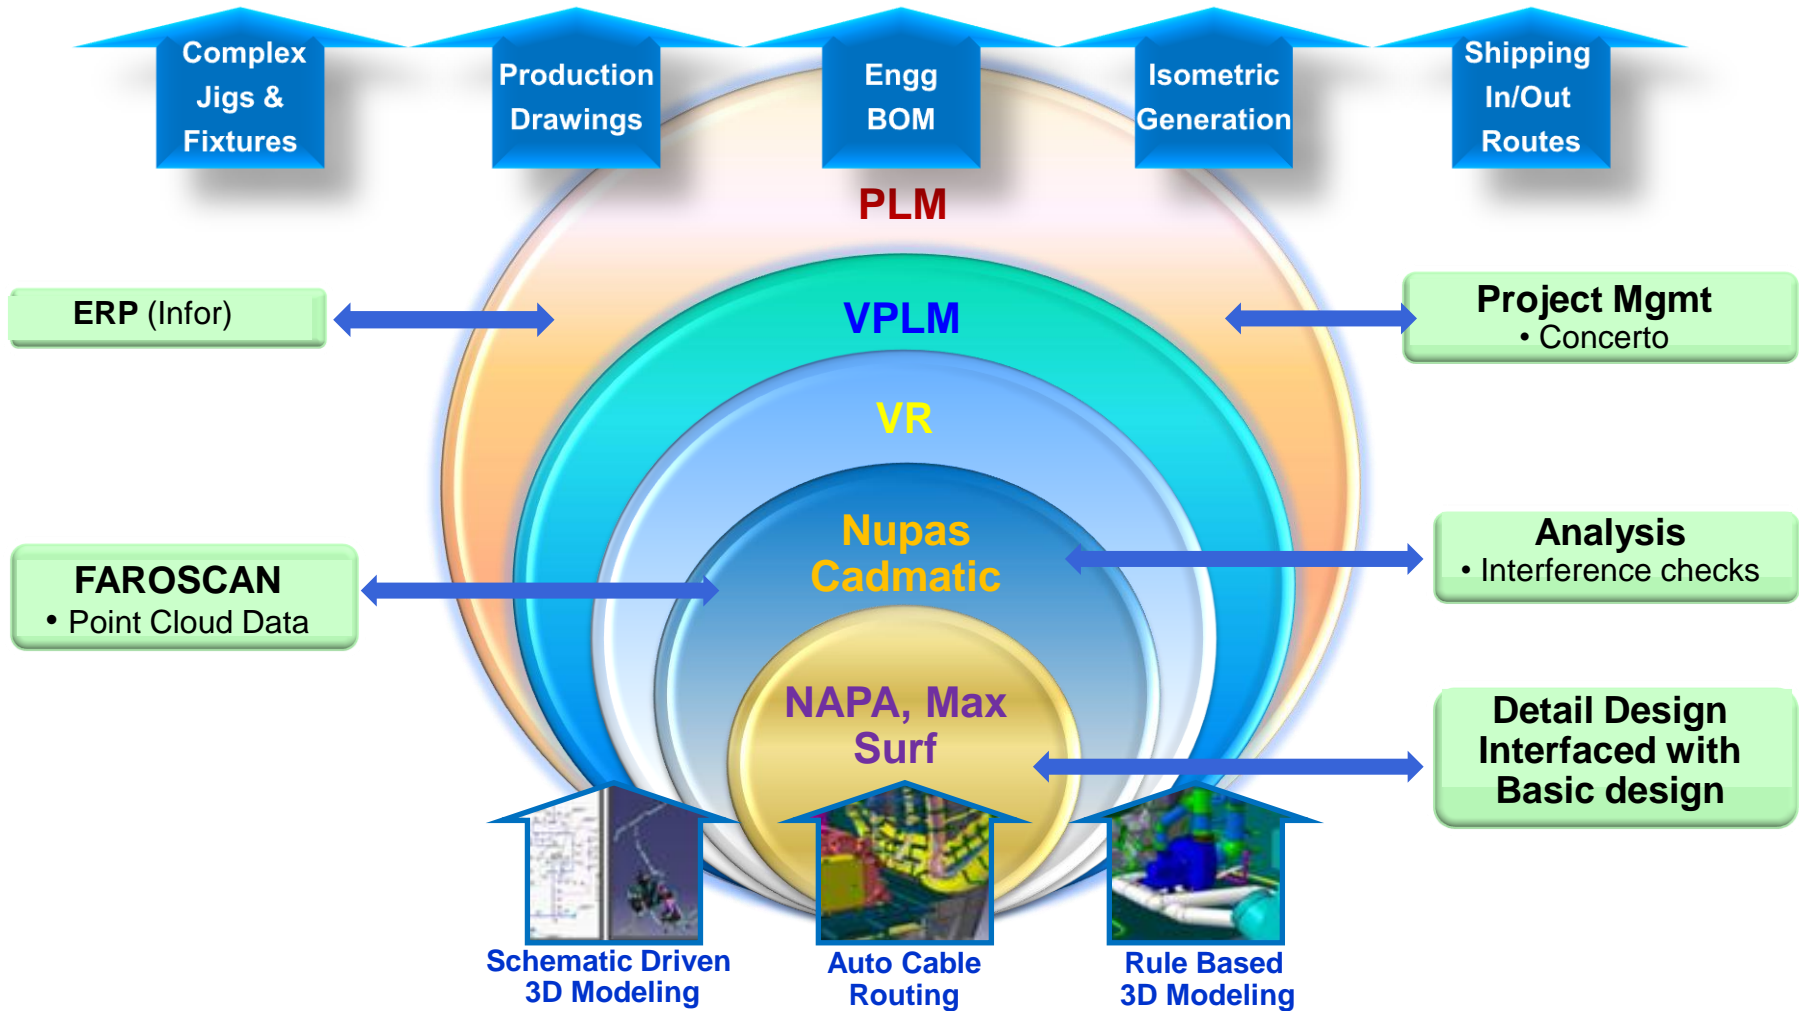 Complex
Jigs &
Fixtures
Production
Drawings
Engg
BOM
Isometric
Generation
Shipping
In/Out
Routes
PLM
ERP (Infor)
VPLM
Project Mgmt
• Concerto
VR
Nupas
Cadmatic
FAROSCAN
• Point Cloud Data
Analysis
• Interference checks
NAPA, Max
Surf
Detail Design
Interfaced with
Basic design
Schematic Driven
3D Modeling
Auto Cable
Routing
Rule Based
3D Modeling